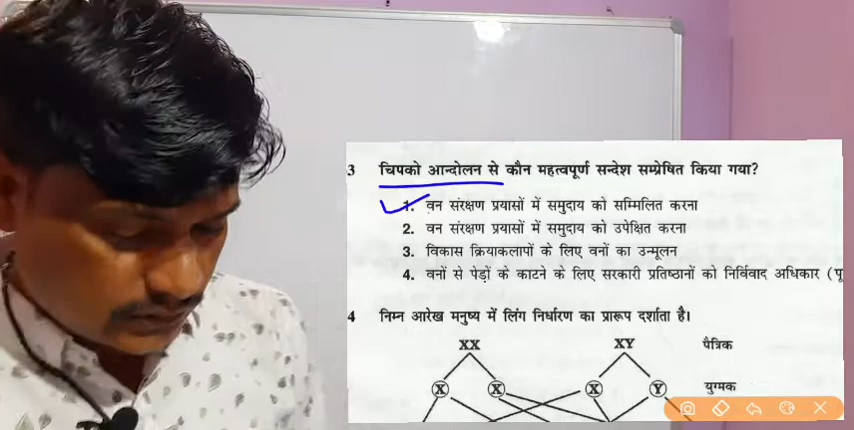 3 चिपको आन्दोलन से कौन महत्वपूर्ण सन्देश सम्प्रेषित किया गया?
1. वन संरक्षण प्रयासों में समुदाय को सम्मिलित करना
2. वन संरक्षण प्रयासों में समुदाय को उपेक्षित करना
3. विकास क्रियाकलापों के लिए वनों का उन्मूलन
4. वनों से पेड़ों के काटने के लिए सरकारी प्रतिष्ठानों को निर्विवाद अधिकार (पू
4 निम्न आरेख मनुष्य में लिंग निर्धारण का प्रारूप दर्शाता है।
XX XY पैत्रिक
X X X Y युग्मक